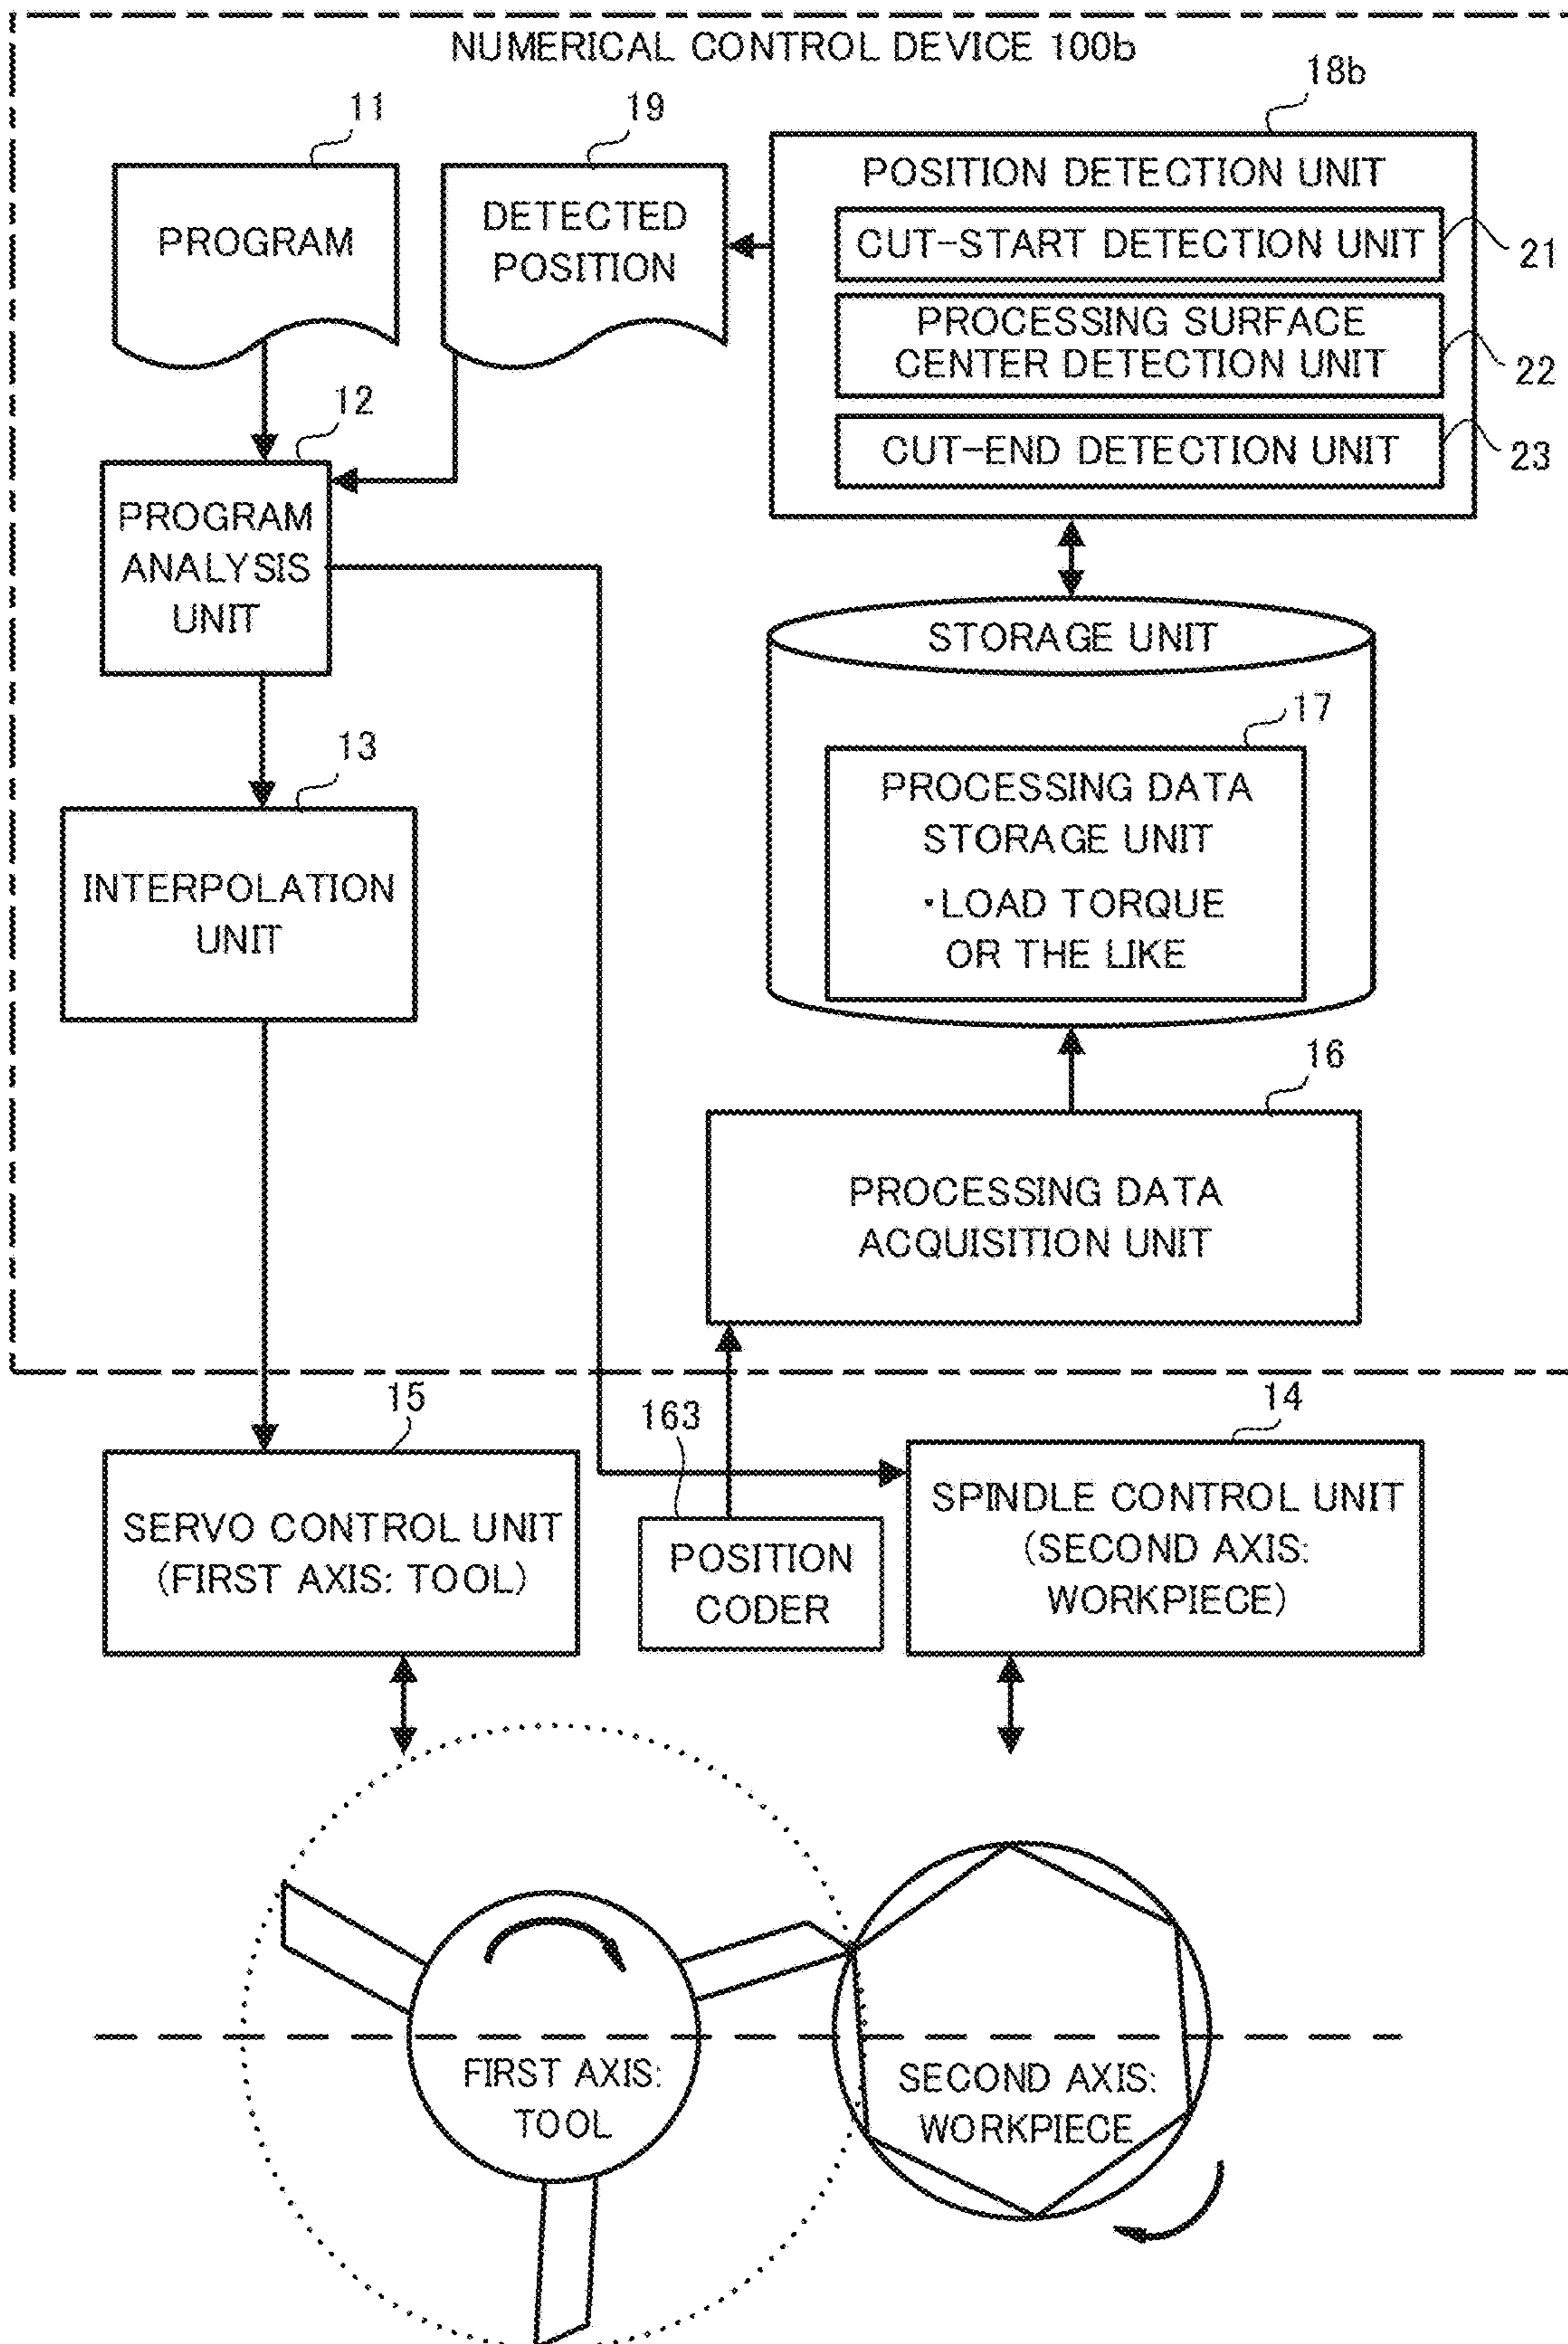 NUMERICAL CONTROL DEVICE 100b
18b
11
19
POSITION DETECTION UNIT
PROGRAM
DETECTED
POSITION
CUT-START DETECTION UNIT
21
PROCESSING SURFACE
CENTER DETECTION UNIT
22
12
CUT-END DETECTION UNIT
23
PROGRAM
ANALYSIS
UNIT
STORAGE UNIT
17
13
PROCESSING DATA
STORAGE UNIT
・LOAD TORQUE
OR THE LIKE
INTERPOLATION
UNIT
16
PROCESSING DATA
ACQUISITION UNIT
15
163
14
SERVO CONTROL UNIT
(FIRST AXIS: TOOL)
POSITION
CODER
SPINDLE CONTROL UNIT
(SECOND AXIS:
WORKPIECE)
FIRST AXIS:
TOOL
SECOND AXIS:
WORKPIECE